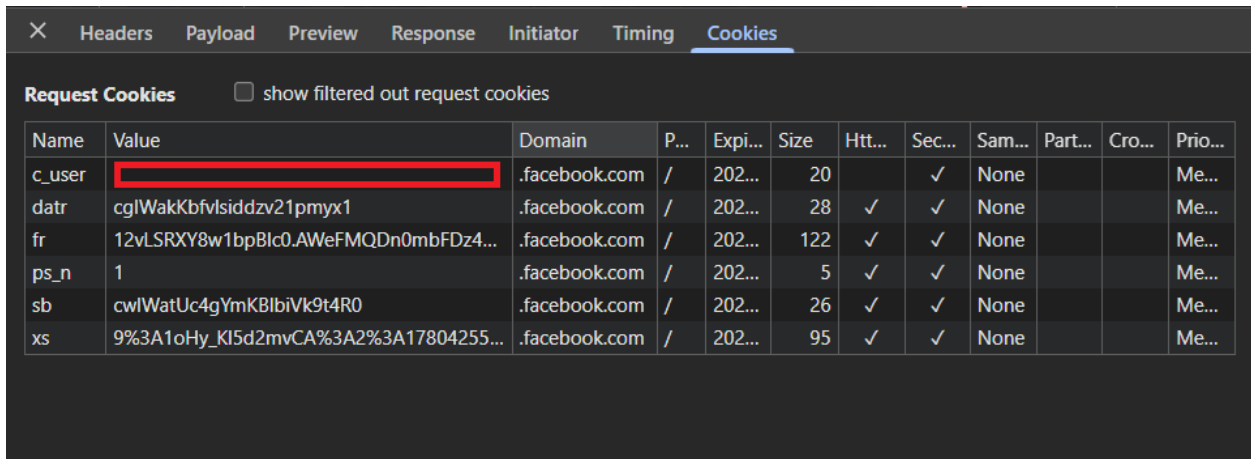 Headers Payload Preview Response Initiator Timing Cookies
Request Cookies show filtered out request cookies
Name Value Domain P... Expi... Size Htt... Sec... Sam... Part... Cro... Prio...
c_user .facebook.com / 202... 20 ✓ None Me...
datr cgIWakKbfvIsiddzv21pmyx1 .facebook.com / 202... 28 ✓ ✓ None Me...
fr 12vLSRXY8w1bpBIc0.AWeFMQDn0mbFDz4... .facebook.com / 202... 122 ✓ ✓ None Me...
ps_n 1 .facebook.com / 202... 5 ✓ ✓ None Me...
sb cwIWatUc4gYmKBIbiVk9t4R0 .facebook.com / 202... 26 ✓ ✓ None Me...
xs 9%3A1oHy_KI5d2mvCA%3A2%3A17804255... .facebook.com / 202... 95 ✓ ✓ None Me...